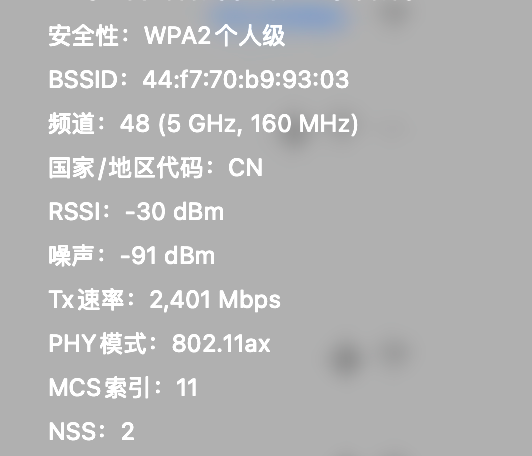 安全性：WPA2个人级
BSSID：44:f7:70:b9:93:03
频道：48 (5 GHz, 160 MHz)
国家/地区代码：CN
RSSI：-30 dBm
噪声：-91 dBm
Tx速率：2,401 Mbps
PHY模式：802.11ax
MCS索引：11
NSS：2